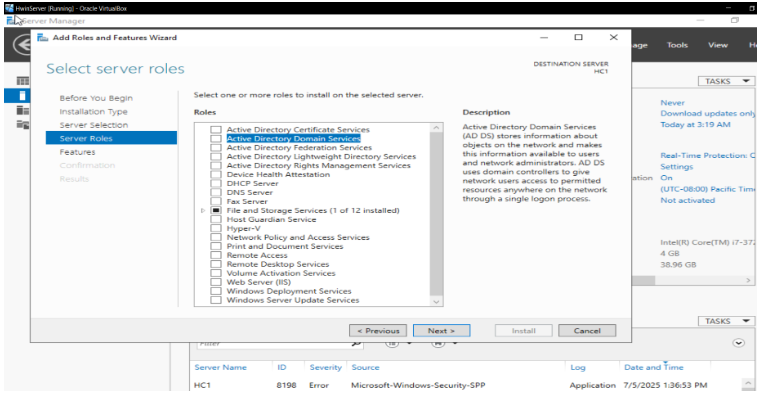 HwinServer [Running] - Oracle VirtualBox
Server Manager
Add Roles and Features Wizard
age Tools View H
Select server roles
DESTINATION SERVER
HC1
TASKS
Before You Begin
Installation Type
Server Selection
Server Roles
Features
Confirmation
Results
Select one or more roles to install on the selected server.
Roles
Active Directory Certificate Services
Active Directory Domain Services
Active Directory Federation Services
Active Directory Lightweight Directory Services
Active Directory Rights Management Services
Device Health Attestation
DHCP Server
DNS Server
Fax Server
File and Storage Services (1 of 12 installed)
Host Guardian Service
Hyper-V
Network Policy and Access Services
Print and Document Services
Remote Access
Remote Desktop Services
Volume Activation Services
Web Server (IIS)
Windows Deployment Services
Windows Server Update Services
Description
Active Directory Domain Services
(AD DS) stores information about
objects on the network and makes
this information available to users
and network administrators. AD DS
uses domain controllers to give
network users access to permitted
resources anywhere on the network
through a single logon process.
Never
Download updates only
Today at 3:19 AM
Real-Time Protection: C
Settings
ation On
(UTC-08:00) Pacific Time
Not activated
Intel(R) Core(TM) i7-372
4 GB
38.96 GB
< Previous Next > Install Cancel
TASKS
Filter
Server Name ID Severity Source Log Date and Time
HC1 8198 Error Microsoft-Windows-Security-SPP Application 7/5/2025 1:36:53 PM